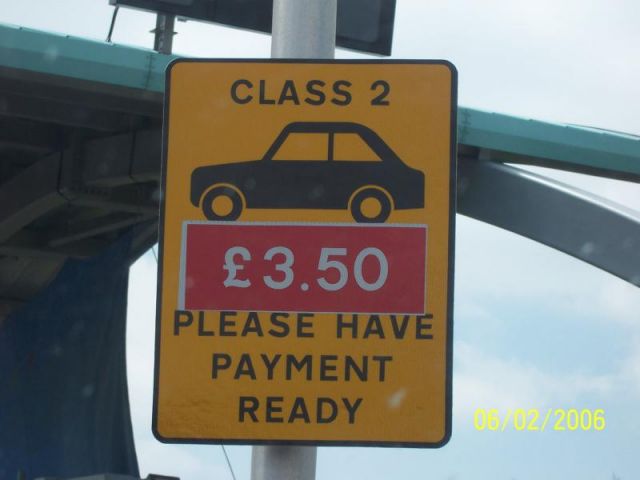 CLASS 2
£3.50
PLEASE HAVE
PAYMENT
READY
06/02/2006